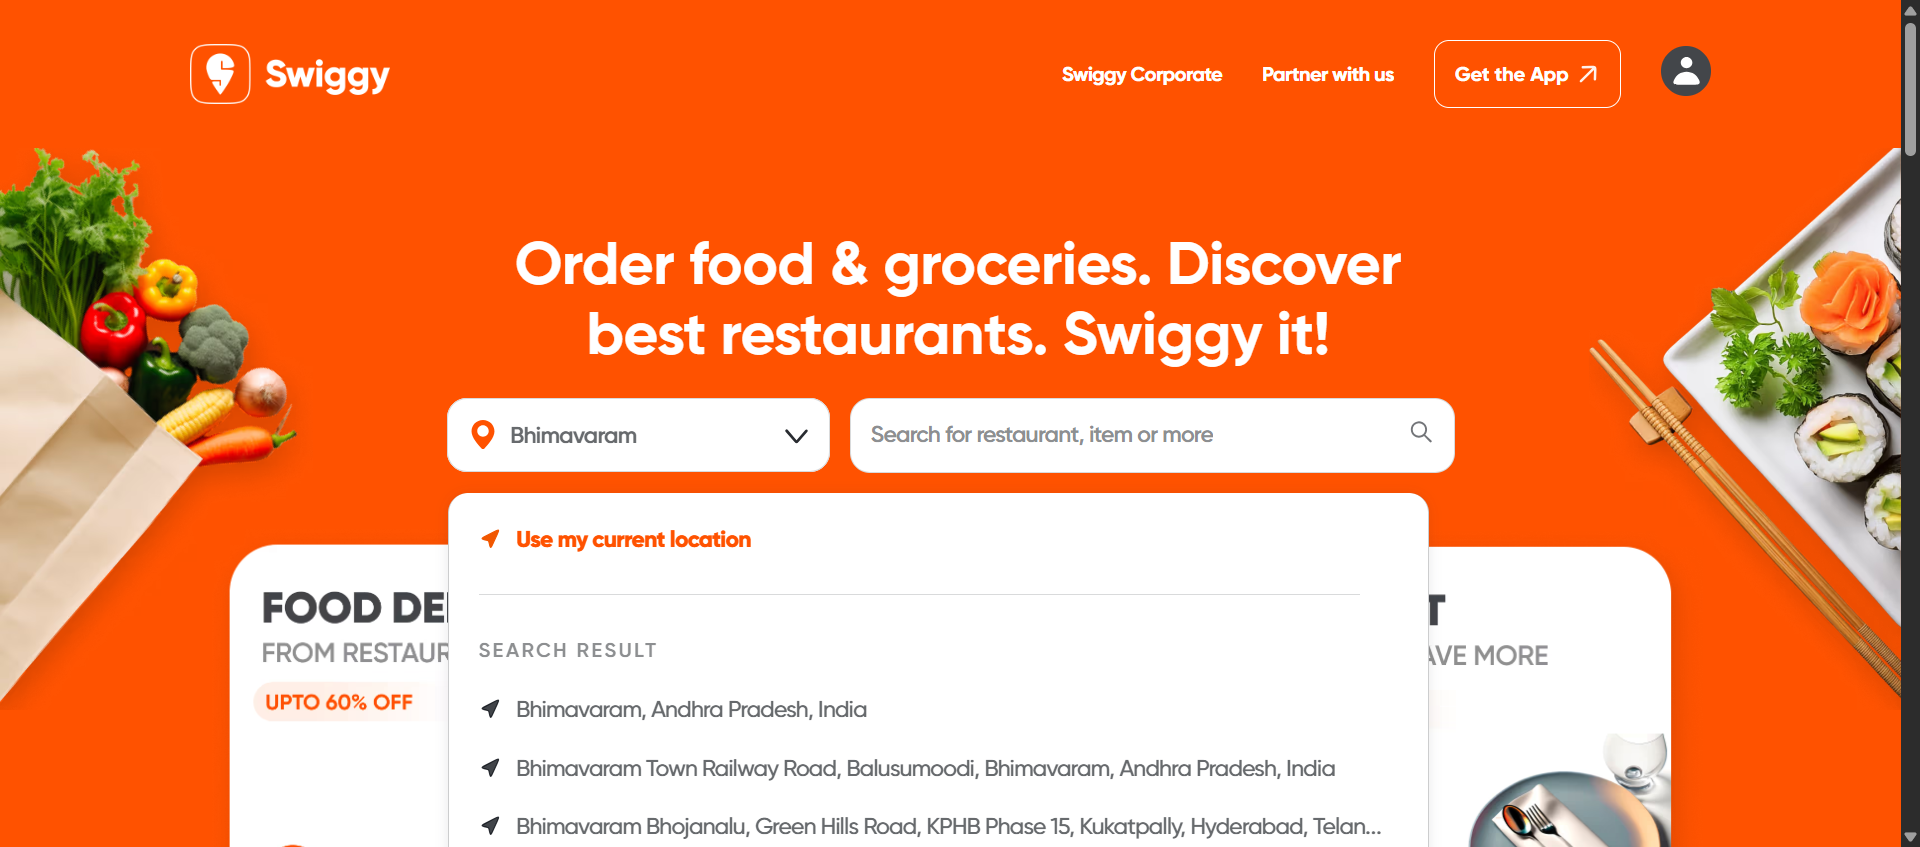 Swiggy
Swiggy Corporate
Partner with us
Get the App
Order food & groceries. Discover
best restaurants. Swiggy it!
Bhimavaram
Search for restaurant, item or more
Use my current location
SEARCH RESULT
Bhimavaram, Andhra Pradesh, India
Bhimavaram Town Railway Road, Balusumoodi, Bhimavaram, Andhra Pradesh, India
Bhimavaram Bhojanalu, Green Hills Road, KPHB Phase 15, Kukatpally, Hyderabad, Telan...
FOOD DE
FROM RESTAUR
UPTO 60% OFF
T
AVE MORE